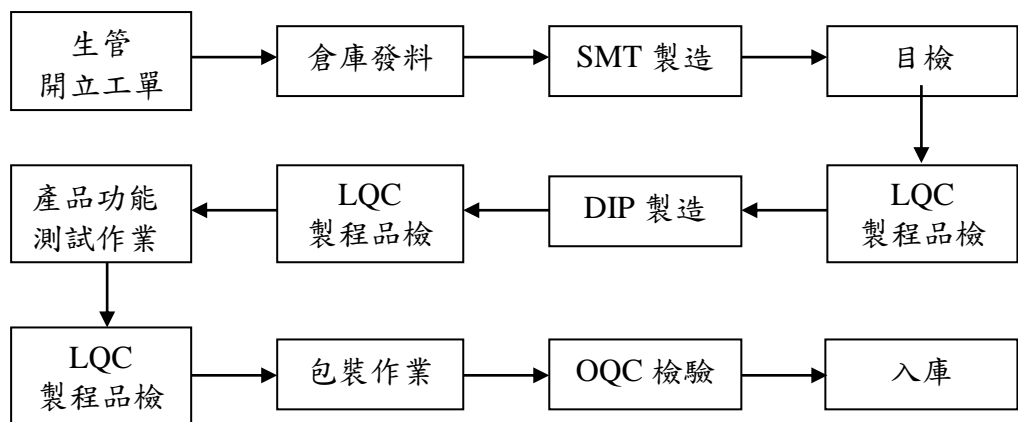 生管
開立工單
倉庫發料
SMT 製造
目檢
LQC
製程品檢
DIP 製造
LQC
製程品檢
產品功能
測試作業
LQC
製程品檢
包裝作業
OQC 檢驗
入庫